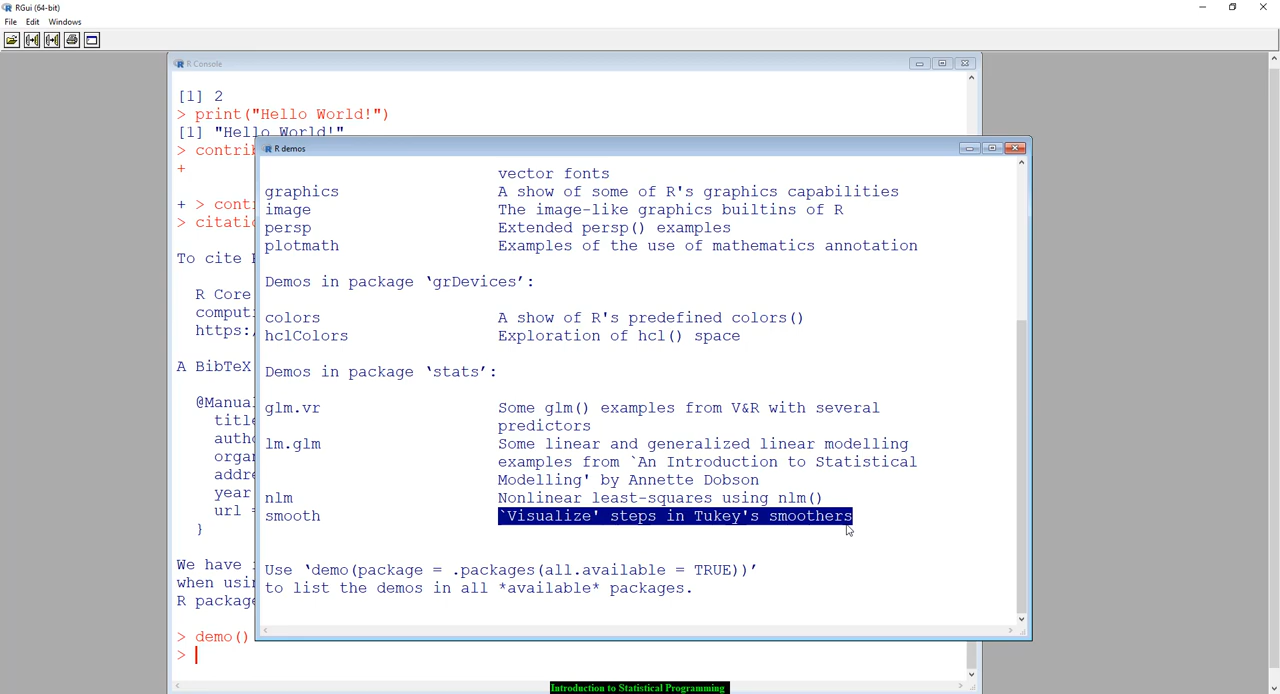 RGui (64-bit)
File Edit Windows
R Console
[1] 2
> print("Hello World!")
[1] "Hello World!"
> contrib
+
+ > cont
> citatio
To cite
R Core
comput
https:/
A BibTeX
@Manual
title
autho
organ
addre
year
url =
}
We have
when usin
R package
> demo()
>
R demos
vector fonts
graphics A show of some of R's graphics capabilities
image The image-like graphics builtins of R
persp Extended persp() examples
plotmath Examples of the use of mathematics annotation
Demos in package ‘grDevices’:
colors A show of R's predefined colors()
hclColors Exploration of hcl() space
Demos in package ‘stats’:
glm.vr Some glm() examples from V&R with several
predictors
lm.glm Some linear and generalized linear modelling
examples from `An Introduction to Statistical
Modelling' by Annette Dobson
nlm Nonlinear least-squares using nlm()
smooth `Visualize' steps in Tukey's smoothers
Use ‘demo(package = .packages(all.available = TRUE))’
to list the demos in all *available* packages.
Introduction to Statistical Programming